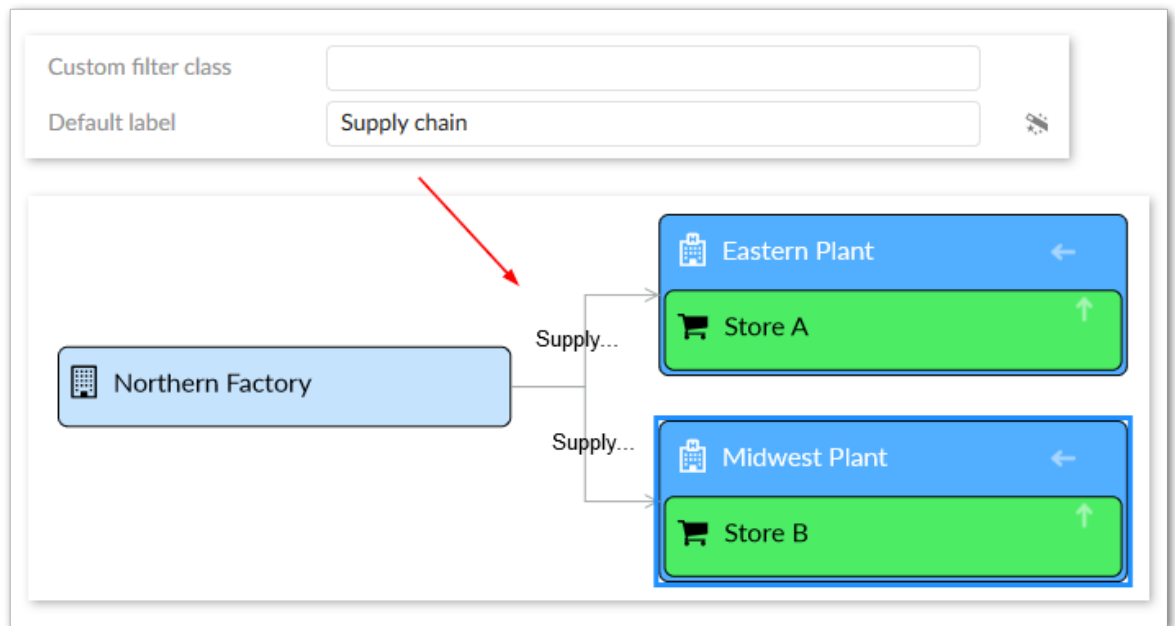 Custom filter class
Default label
Supply chain
Eastern Plant
Store A
Supply...
Northern Factory
Supply...
Midwest Plant
Store B